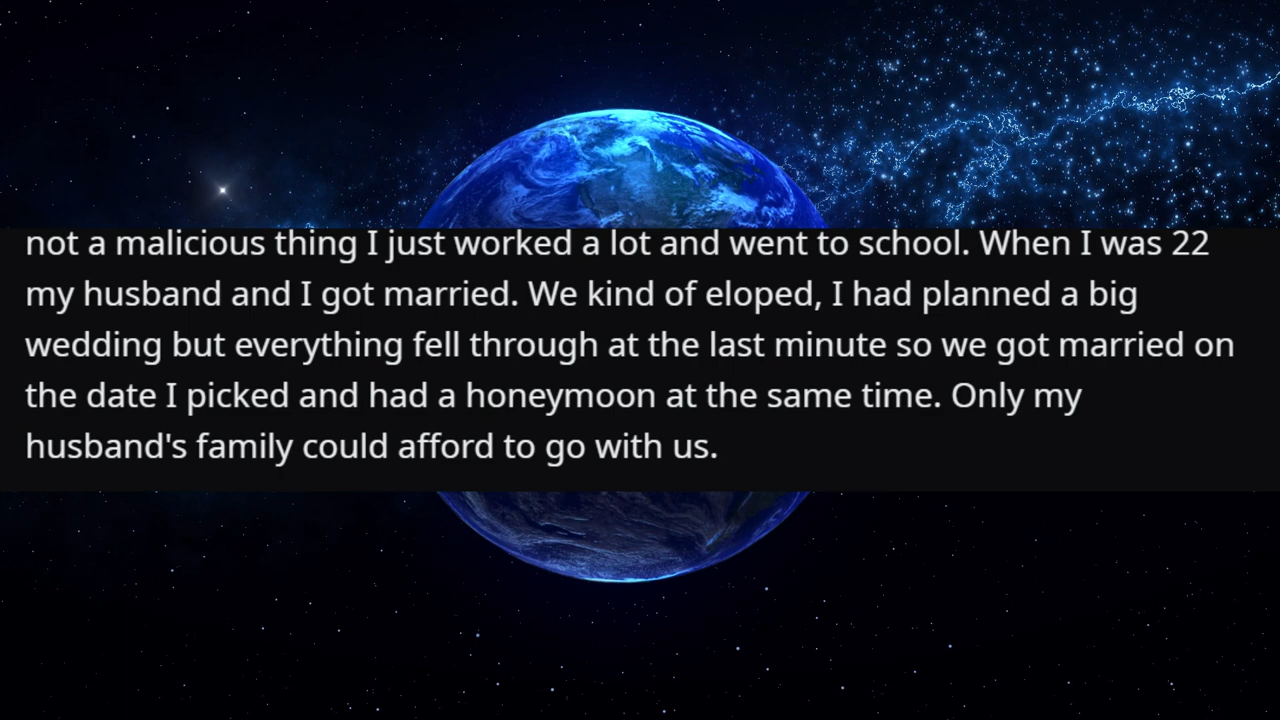 not a malicious thing I just worked a lot and went to school. When I was 22
my husband and I got married. We kind of eloped, I had planned a big
wedding but everything fell through at the last minute so we got married on
the date I picked and had a honeymoon at the same time. Only my
husband's family could afford to go with us.